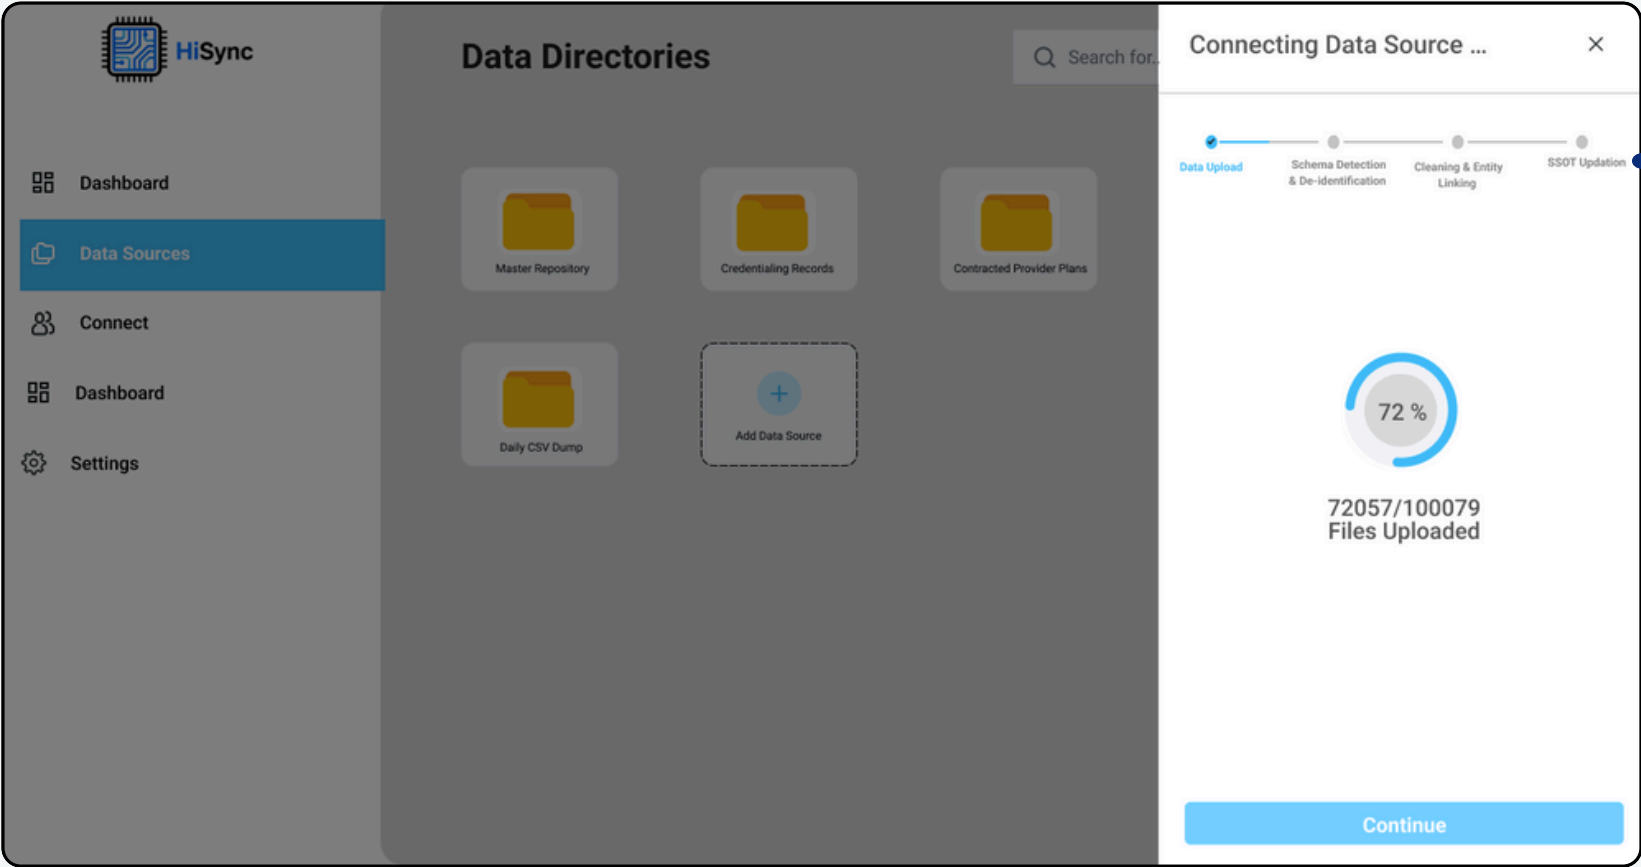 HiSync
Dashboard
Data Sources
Connect
Dashboard
Settings
Data Directories
Search for..
Master Repository
Credentialing Records
Contracted Provider Plans
Daily CSV Dump
Add Data Source
Connecting Data Source ...
Data Upload
Schema Detection
& De-identification
Cleaning & Entity
Linking
SSOT Updation
72 %
72057/100079
Files Uploaded
Continue